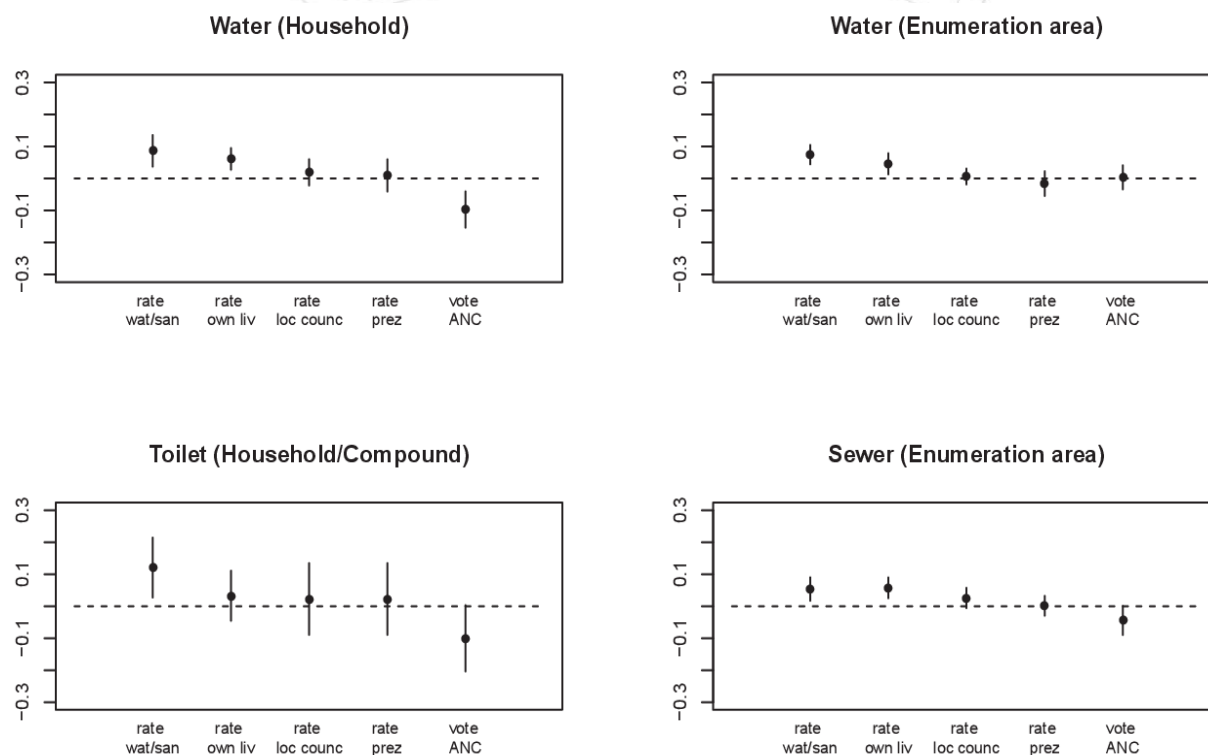 Water (Household)
0.3
0.1
−0.1
−0.3
rate rate rate rate vote
wat/san own liv loc counc prez ANC
Water (Enumeration area)
0.3
0.1
−0.1
−0.3
rate rate rate rate vote
wat/san own liv loc counc prez ANC
Toilet (Household/Compound)
0.3
0.1
−0.1
−0.3
rate rate rate rate vote
wat/san own liv loc counc prez ANC
Sewer (Enumeration area)
0.3
0.1
−0.1
−0.3
rate rate rate rate vote
wat/san own liv loc counc prez ANC